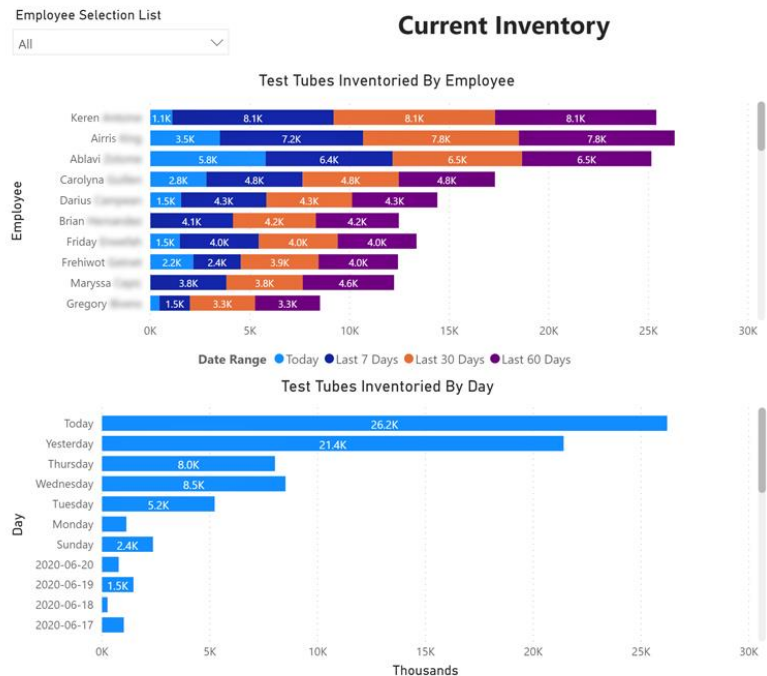 Employee Selection List
Current Inventory
All
Test Tubes Inventoried By Employee
Employee
Keren 1.1K 8.1K 8.1K 8.1K
Airris 3.5K 7.2K 7.8K 7.8K
Ablavi 5.8K 6.4K 6.5K 6.5K
Carolyna 2.8K 4.8K 4.8K 4.8K
Darius 1.5K 4.3K 4.3K 4.3K
Brian 4.1K 4.2K 4.2K
Friday 1.5K 4.0K 4.0K 4.0K
Frehiwot 2.2K 2.4K 3.9K 4.0K
Maryssa 3.8K 3.8K 4.6K
Gregory 1.5K 3.3K 3.3K
0K 5K 10K 15K 20K 25K 30K
Date Range Today Last 7 Days Last 30 Days Last 60 Days
Test Tubes Inventoried By Day
Day
Today 26.2K
Yesterday 21.4K
Thursday 8.0K
Wednesday 8.5K
Tuesday 5.2K
Monday
Sunday 2.4K
2020-06-20
2020-06-19 1.5K
2020-06-18
2020-06-17
0K 5K 10K 15K 20K 25K 30K
Thousands